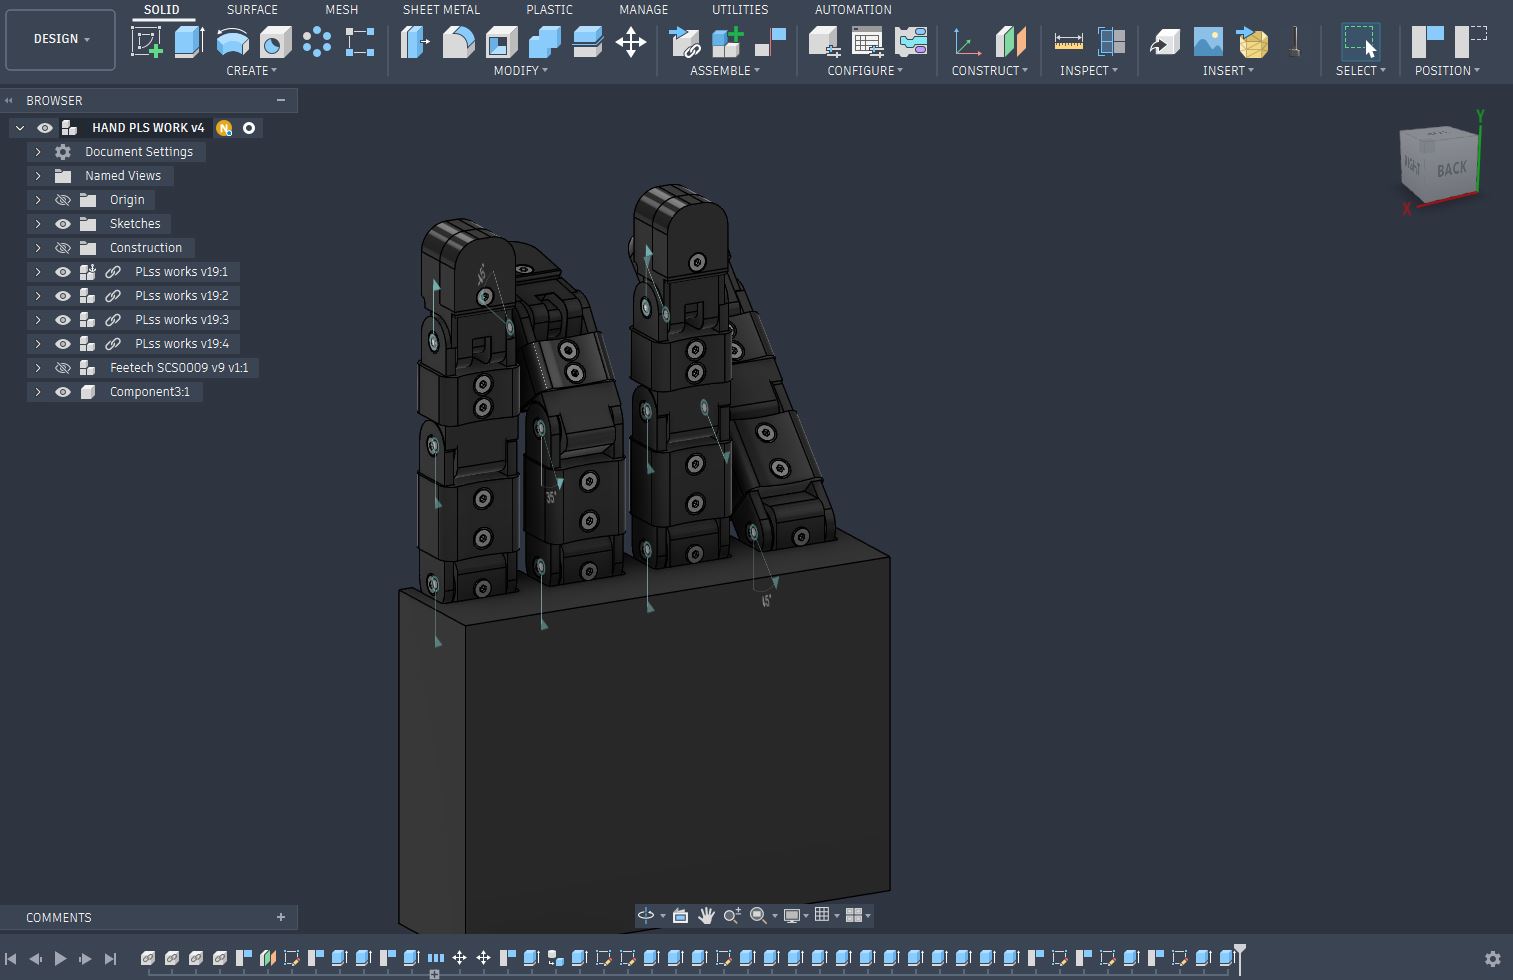 SOLID
SURFACE
MESH
SHEET METAL
PLASTIC
MANAGE
UTILITIES
AUTOMATION
DESIGN
CREATE
MODIFY
ASSEMBLE
CONFIGURE
CONSTRUCT
INSPECT
INSERT
SELECT
POSITION
BROWSER
HAND PLS WORK v4
N
Document Settings
Named Views
Origin
Sketches
Construction
PLss works v19:1
PLss works v19:2
PLss works v19:3
PLss works v19:4
Feetech SCS0009 v9 v1:1
Component3:1
Y
RIGHT
BACK
X
35°
COMMENTS